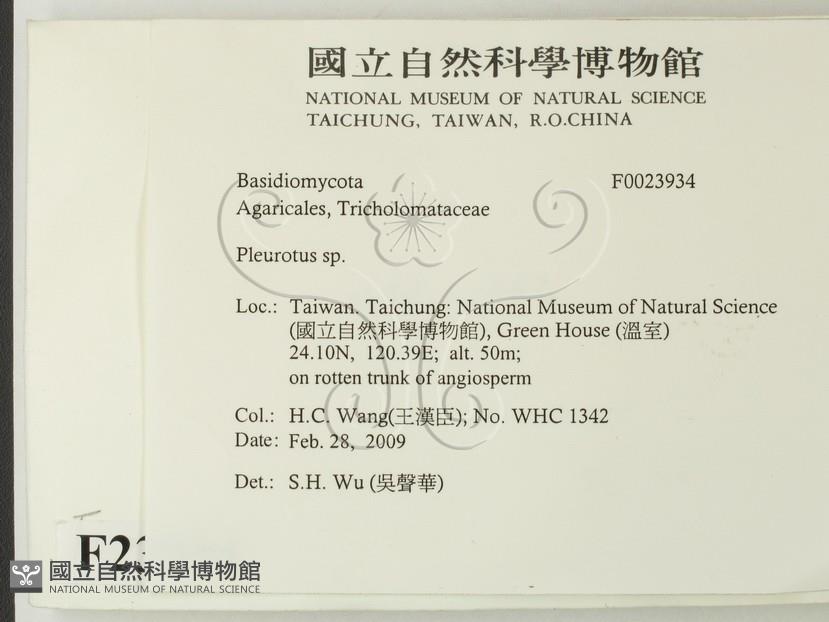 國立自然科學博物館
NATIONAL MUSEUM OF NATURAL SCIENCE
TAICHUNG, TAIWAN, R.O.CHINA
Basidiomycota F0023934
Agaricales, Tricholomataceae
Pleurotus sp.
Loc.: Taiwan. Taichung: National Museum of Natural Science
(國立自然科學博物館), Green House (溫室)
24.10N, 120.39E; alt. 50m;
on rotten trunk of angiosperm
Col.: H.C. Wang(王漢臣); No. WHC 1342
Date: Feb. 28, 2009
Det.: S.H. Wu (吳聲華)
F23
國立自然科學博物館
NATIONAL MUSEUM OF NATURAL SCIENCE